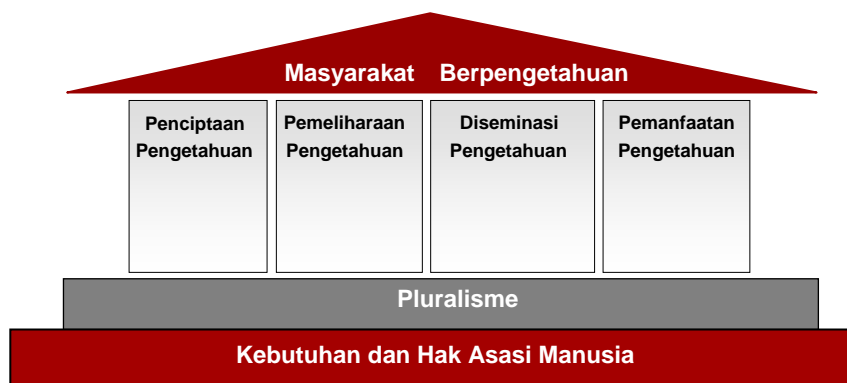 Masyarakat Berpengetahuan
Penciptaan
Pengetahuan
Pemeliharaan
Pengetahuan
Diseminasi
Pengetahuan
Pemanfaatan
Pengetahuan
Pluralisme
Kebutuhan dan Hak Asasi Manusia